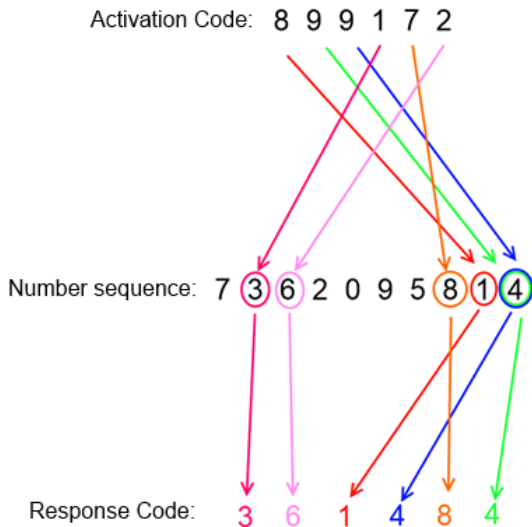 Activation Code: 8 9 9 1 7 2
Number sequence: 7 3 6 2 0 9 5 8 1 4
Response Code: 3 6 1 4 8 4